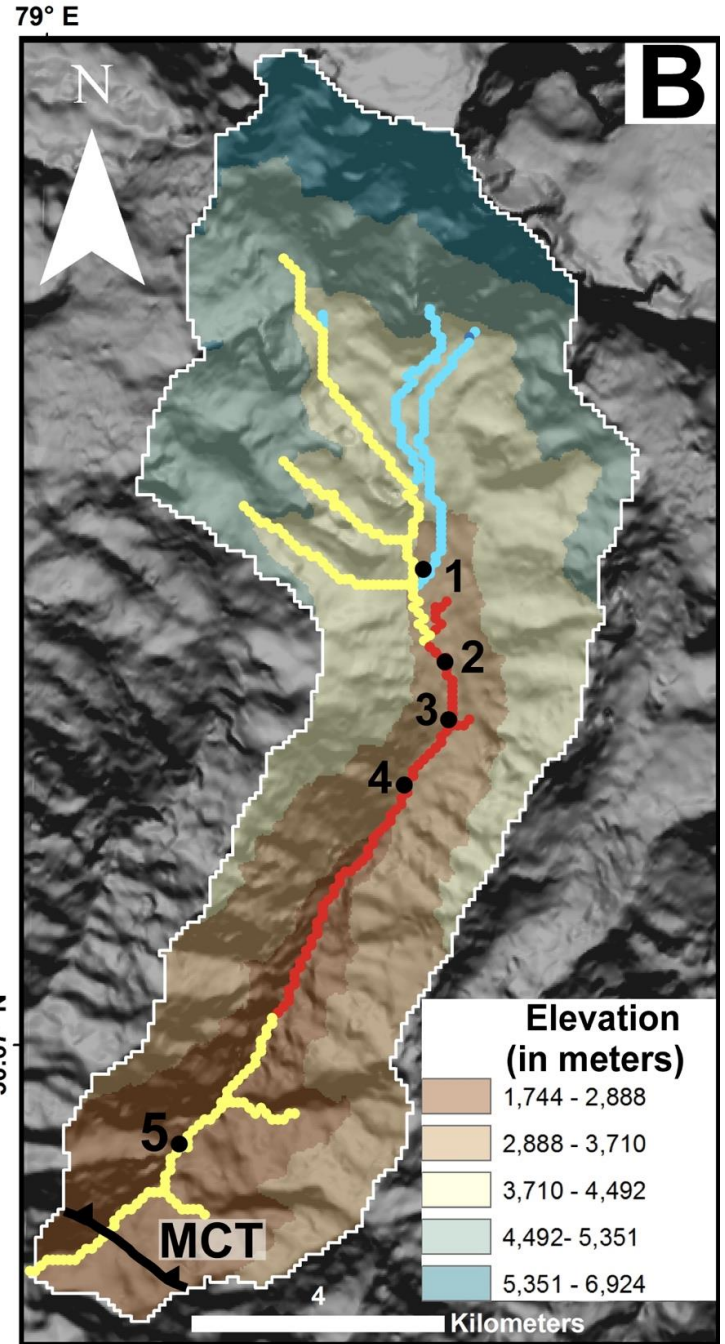 79° E
B
N
1
2
3
4
5
N
MCT
Elevation
(in meters)
1,744 - 2,888
2,888 - 3,710
3,710 - 4,492
4,492- 5,351
5,351 - 6,924
4
Kilometers